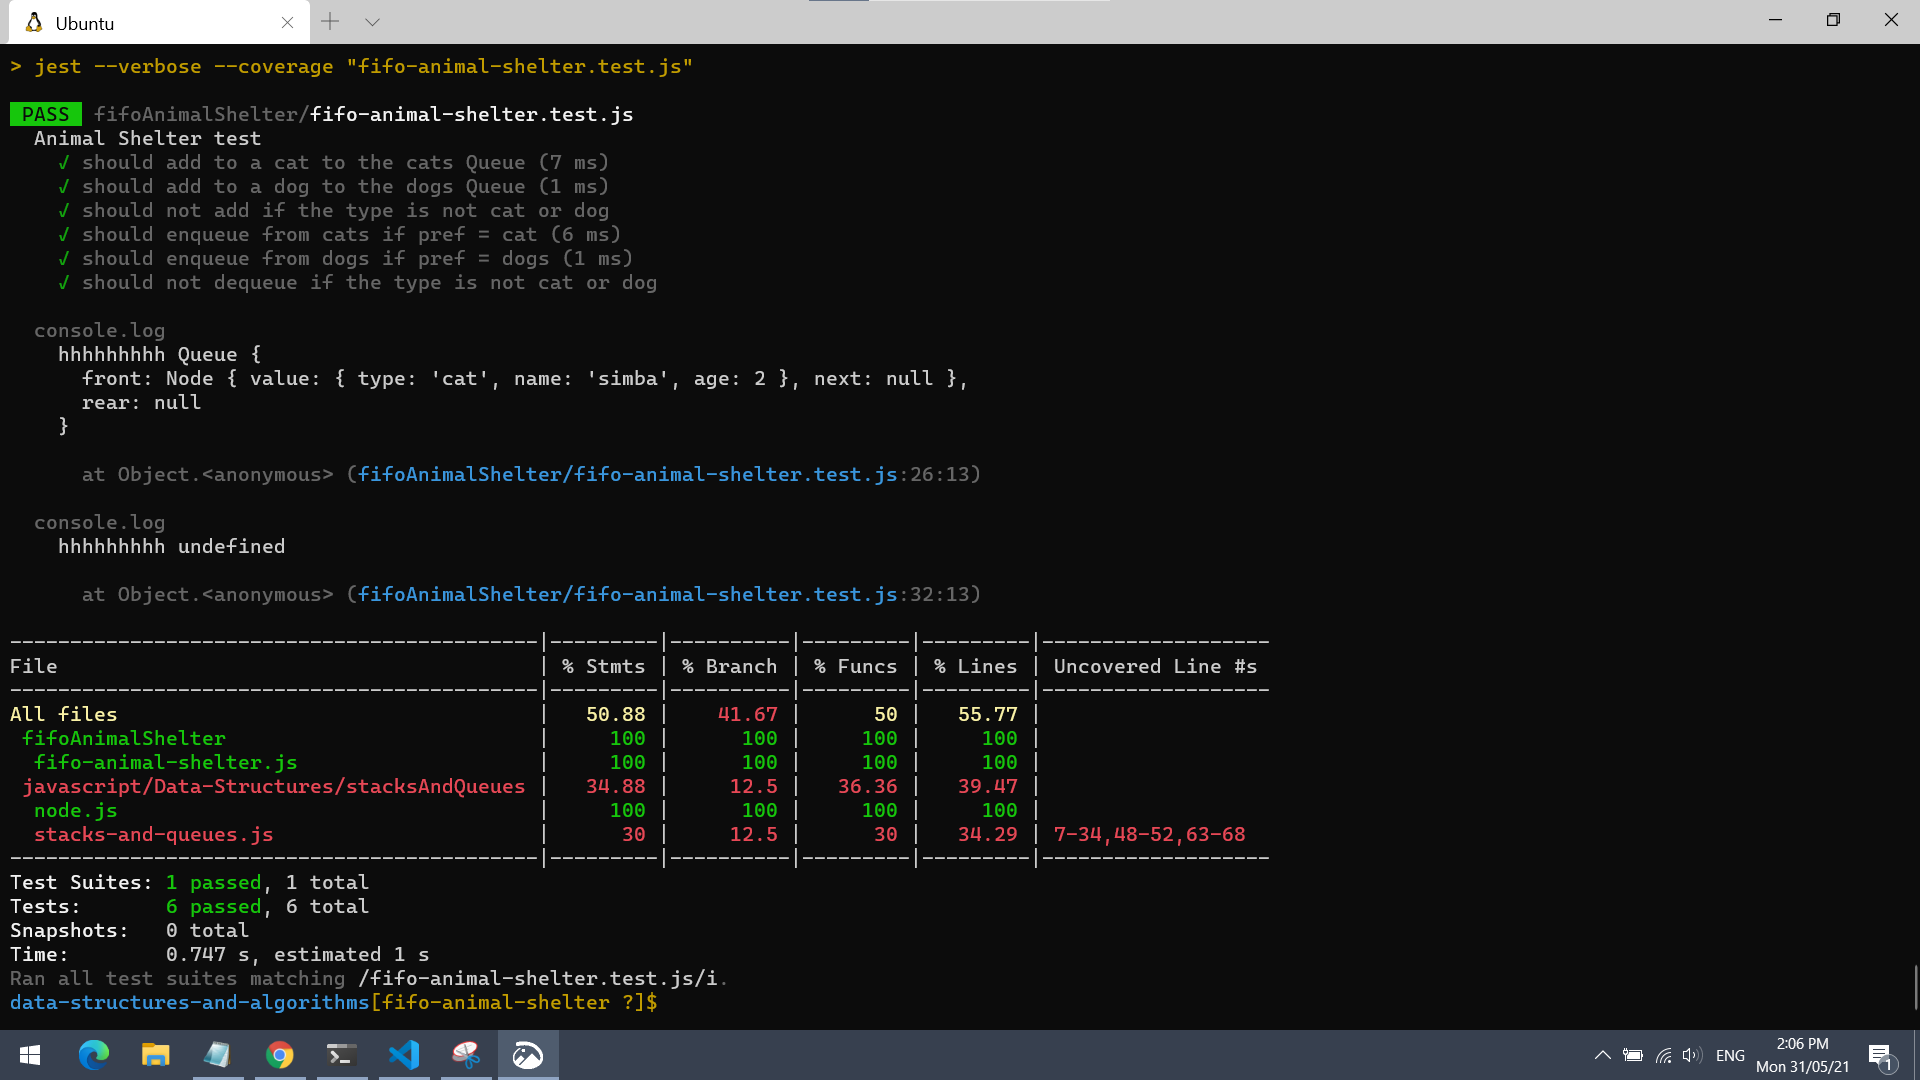 Ubuntu
> jest --verbose --coverage "fifo-animal-shelter.test.js"
PASS fifoAnimalShelter/fifo-animal-shelter.test.js
Animal Shelter test
√ should add to a cat to the cats Queue (7 ms)
√ should add to a dog to the dogs Queue (1 ms)
√ should not add if the type is not cat or dog
√ should enqueue from cats if pref = cat (6 ms)
√ should enqueue from dogs if pref = dogs (1 ms)
√ should not dequeue if the type is not cat or dog
console.log
hhhhhhhhh Queue {
front: Node { value: { type: 'cat', name: 'simba', age: 2 }, next: null },
rear: null
}
at Object.<anonymous> (fifoAnimalShelter/fifo-animal-shelter.test.js:26:13)
console.log
hhhhhhhhh undefined
at Object.<anonymous> (fifoAnimalShelter/fifo-animal-shelter.test.js:32:13)
--------------------------------------------|---------|----------|---------|---------|-------------------
File | % Stmts | % Branch | % Funcs | % Lines | Uncovered Line #s
--------------------------------------------|---------|----------|---------|---------|-------------------
All files | 50.88 | 41.67 | 50 | 55.77 |
fifoAnimalShelter | 100 | 100 | 100 | 100 |
fifo-animal-shelter.js | 100 | 100 | 100 | 100 |
javascript/Data-Structures/stacksAndQueues | 34.88 | 12.5 | 36.36 | 39.47 |
node.js | 100 | 100 | 100 | 100 |
stacks-and-queues.js | 30 | 12.5 | 30 | 34.29 | 7-34,48-52,63-68
--------------------------------------------|---------|----------|---------|---------|-------------------
Test Suites: 1 passed, 1 total
Tests: 6 passed, 6 total
Snapshots: 0 total
Time: 0.747 s, estimated 1 s
Ran all test suites matching /fifo-animal-shelter.test.js/i.
data-structures-and-algorithms[fifo-animal-shelter ?]$
ENG
2:06 PM
Mon 31/05/21
1